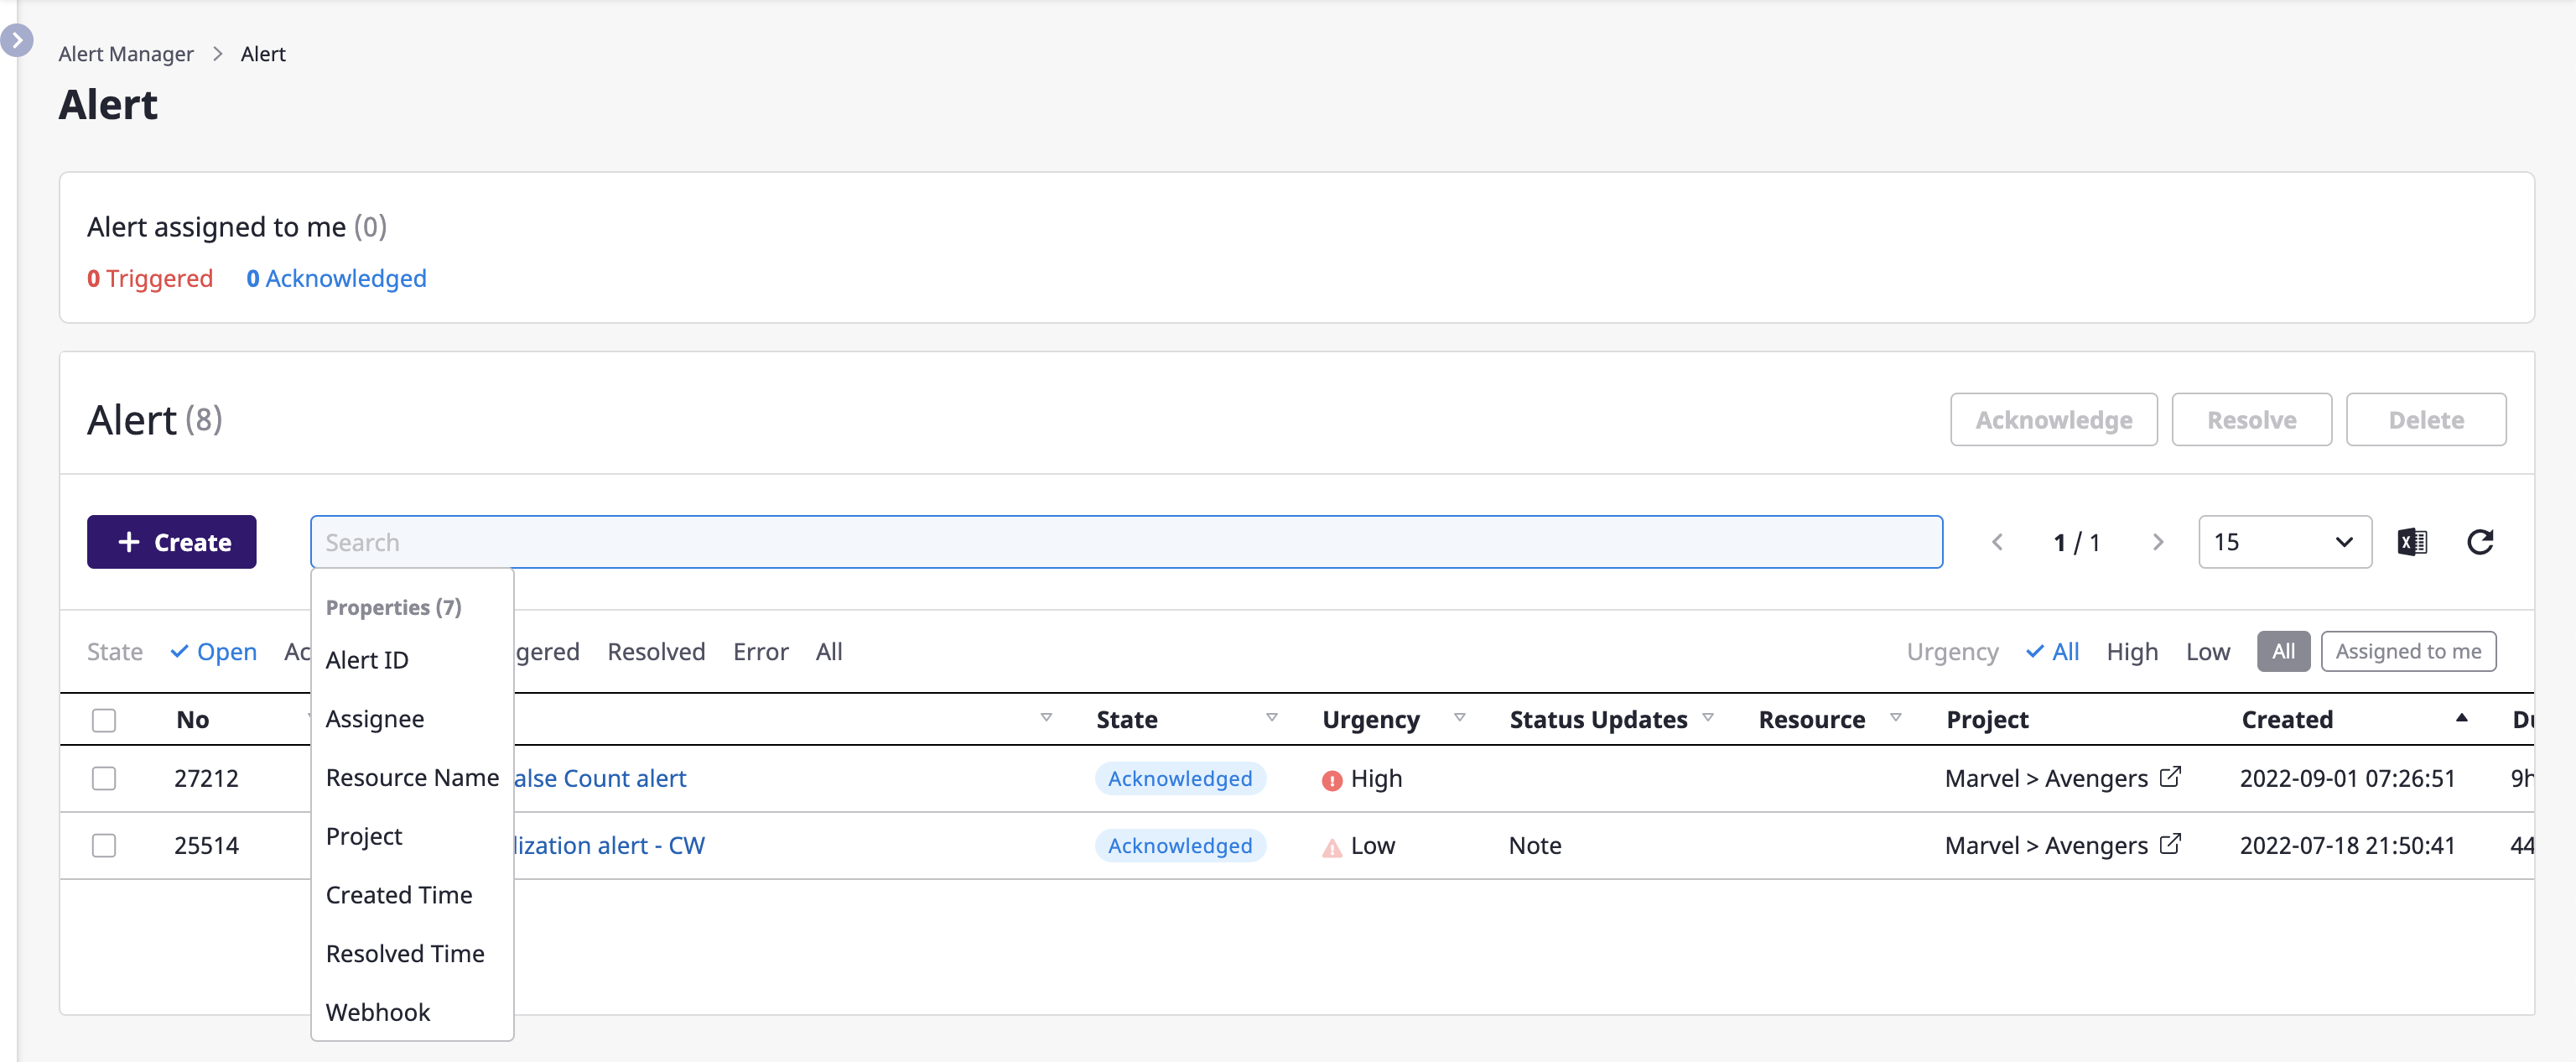 Alert Manager > Alert
Alert
Alert assigned to me (0)
0 Triggered 0 Acknowledged
Alert (8)
Acknowledge Resolve Delete
+ Create Search 1 / 1 15
Properties (7)
Alert ID
Assignee
Resource Name
Project
Created Time
Resolved Time
Webhook
State Open Ac gered Resolved Error All Urgency All High Low All Assigned to me
No State Urgency Status Updates Resource Project Created
27212 alse Count alert Acknowledged High Marvel > Avengers 2022-09-01 07:26:51 9h
25514 lization alert - CW Acknowledged Low Note Marvel > Avengers 2022-07-18 21:50:41 44